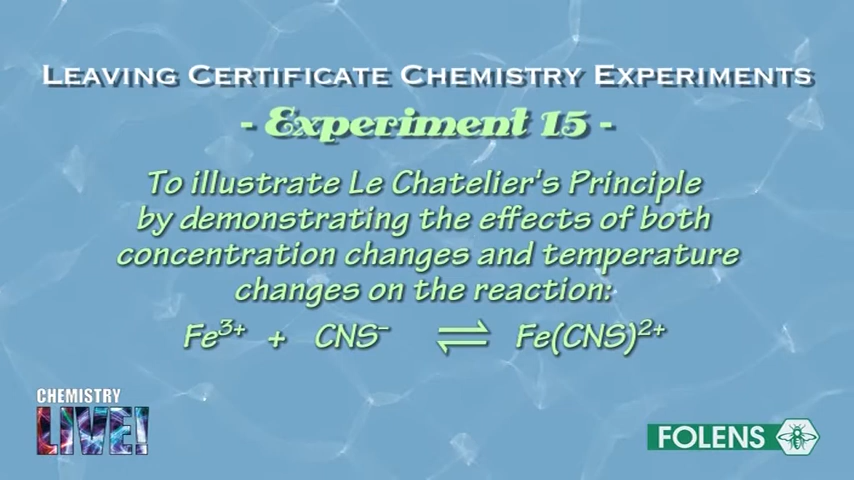 LEAVING CERTIFICATE CHEMISTRY EXPERIMENTS
- Experiment 15 -
To illustrate Le Chatelier's Principle
by demonstrating the effects of both
concentration changes and temperature
changes on the reaction:
Fe³⁺ + CNS⁻ ⇌ Fe(CNS)²⁺
CHEMISTRY
LIVE!
FOLENS